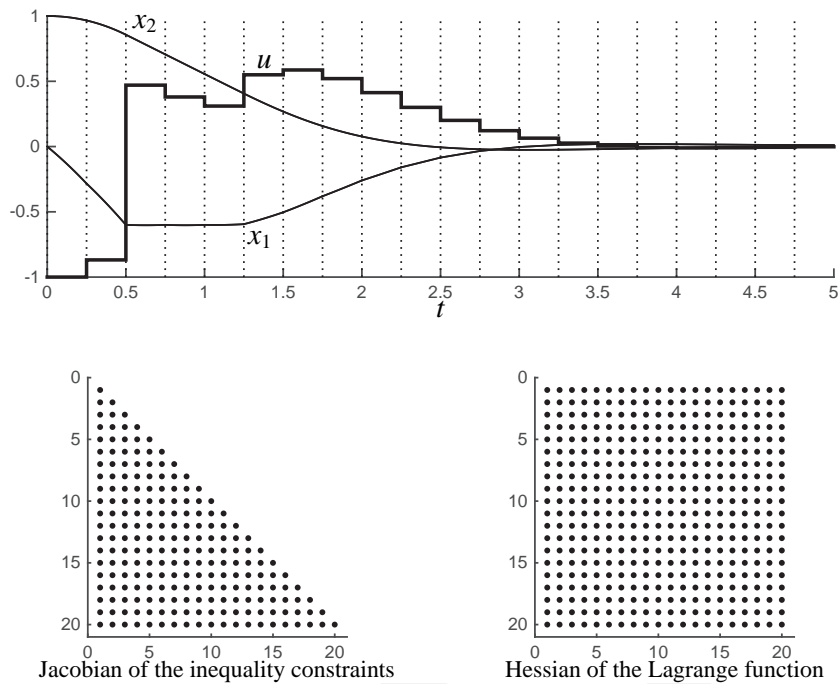 1
x2
u
0.5
0
-0.5
x1
-1
0 0.5 1 1.5 2 2.5 3 3.5 4 4.5 5
t
0
5
10
15
20
0 5 10 15 20
Jacobian of the inequality constraints
0
5
10
15
20
0 5 10 15 20
Hessian of the Lagrange function